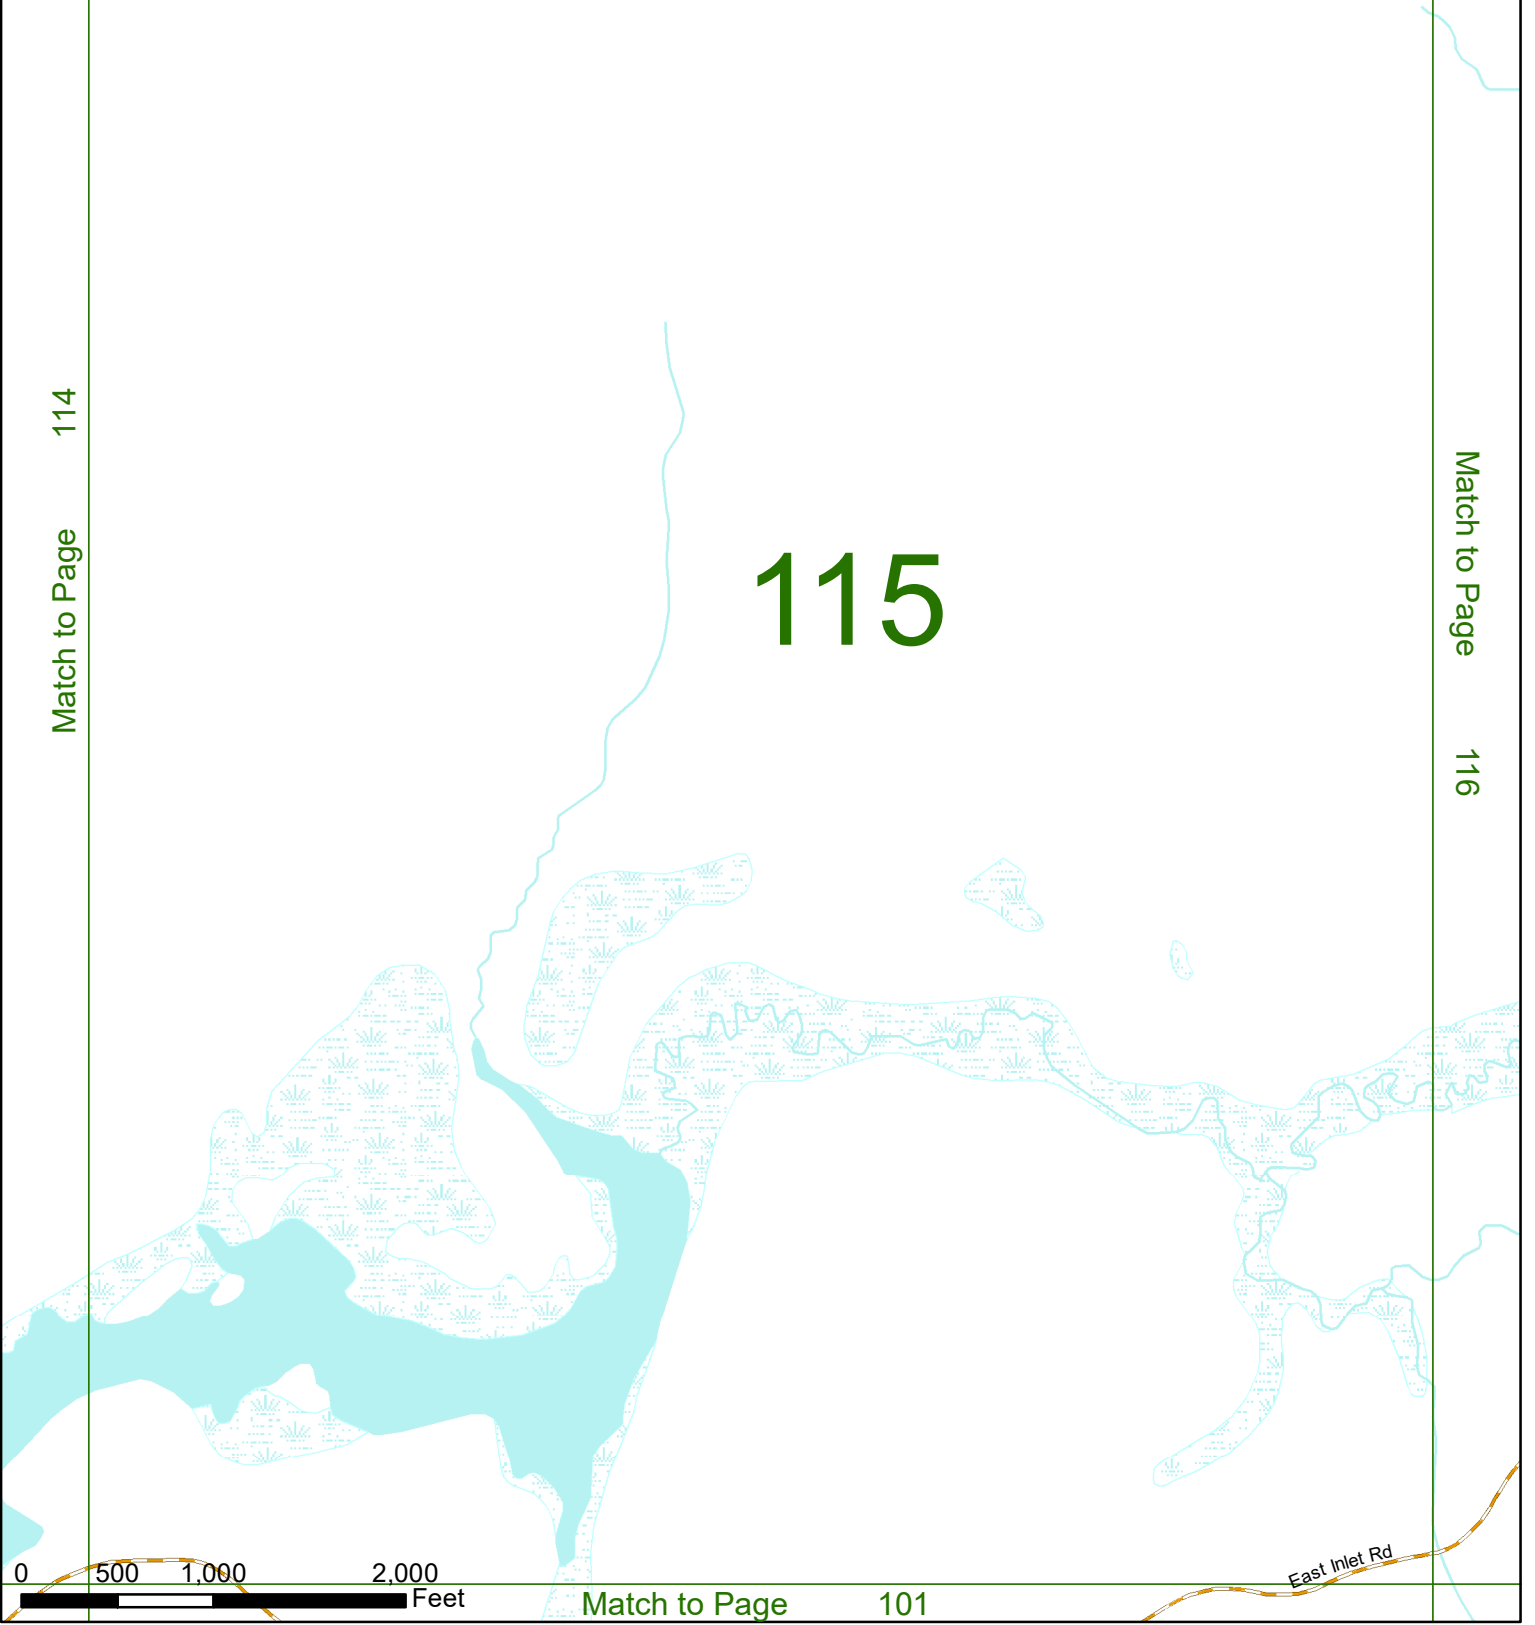 Match to Page 114
115
Match to Page 116
East Inlet Rd
0 500 1,000 2,000
Feet
Match to Page 101